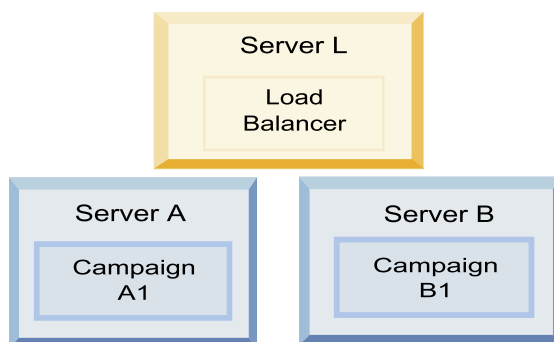 Server L
Load
Balancer
Server A
Campaign
A1
Server B
Campaign
B1